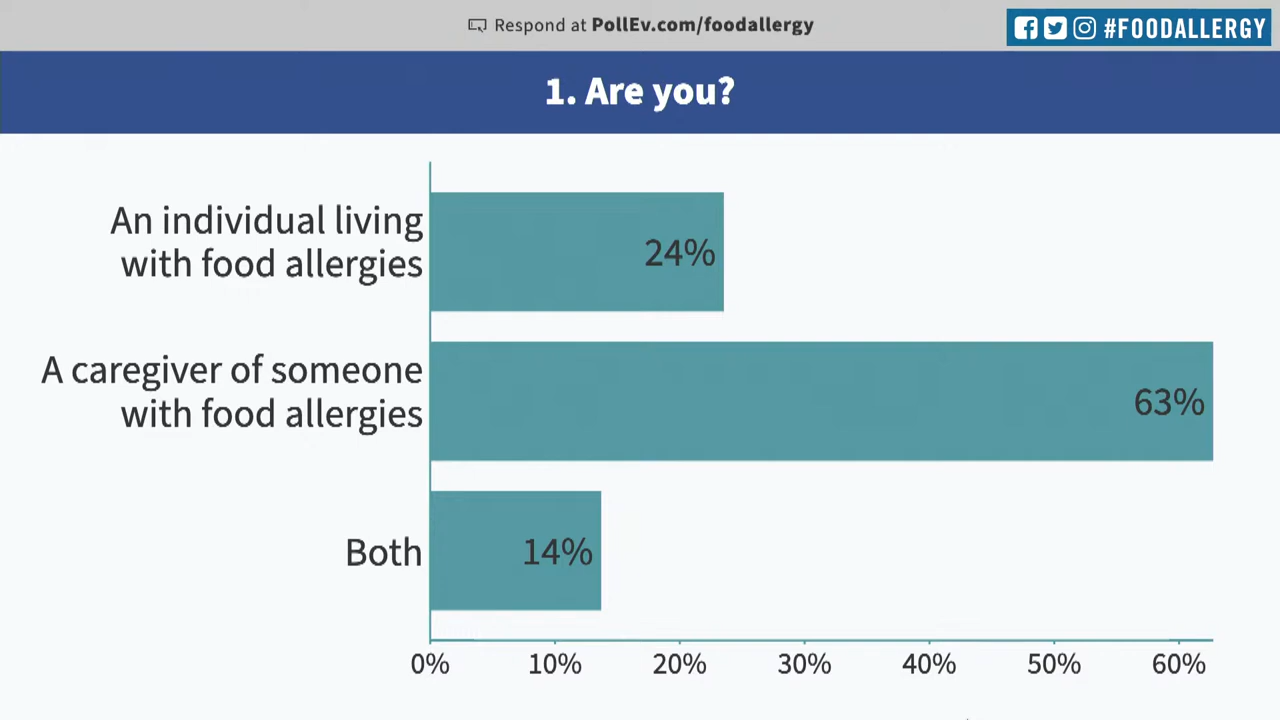 Respond at PollEv.com/foodallergy
#FOODALLERGY
1. Are you?
An individual living
with food allergies
24%
A caregiver of someone
with food allergies
63%
Both
14%
0% 10% 20% 30% 40% 50% 60%